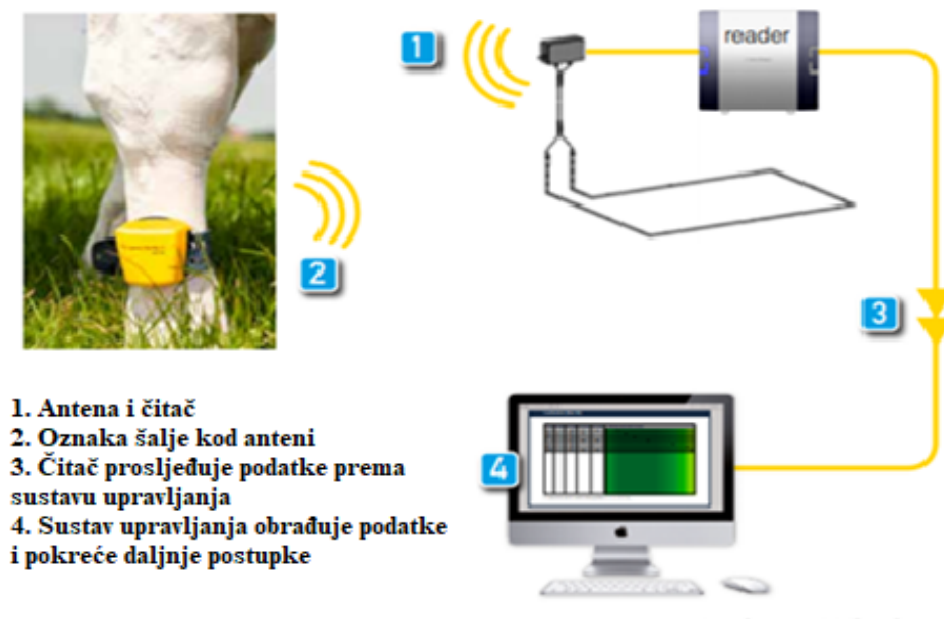 1
reader
2
3
4
1. Antena i čitač
2. Oznaka šalje kod anteni
3. Čitač prosljeđuje podatke prema
sustavu upravljanja
4. Sustav upravljanja obrađuje podatke
i pokreće daljnje postupke